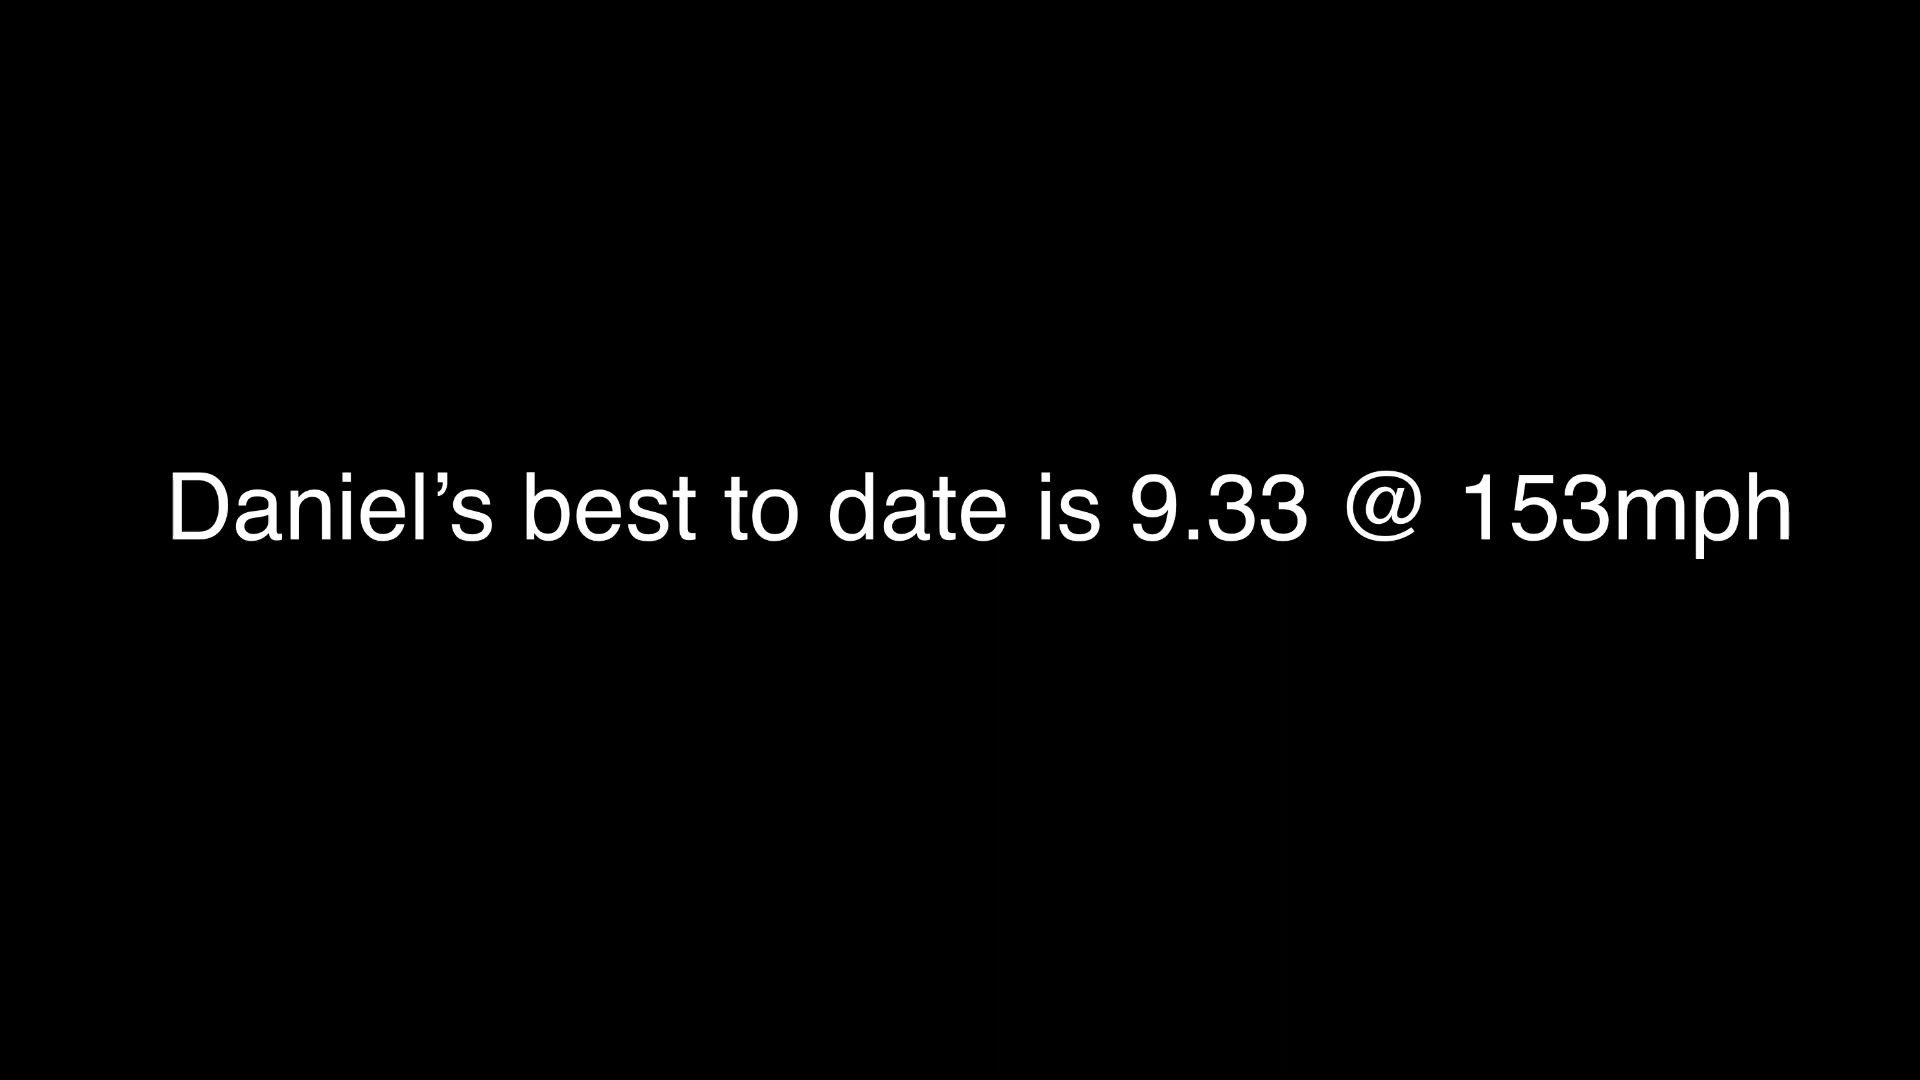 Daniel’s best to date is 9.33 @ 153mph